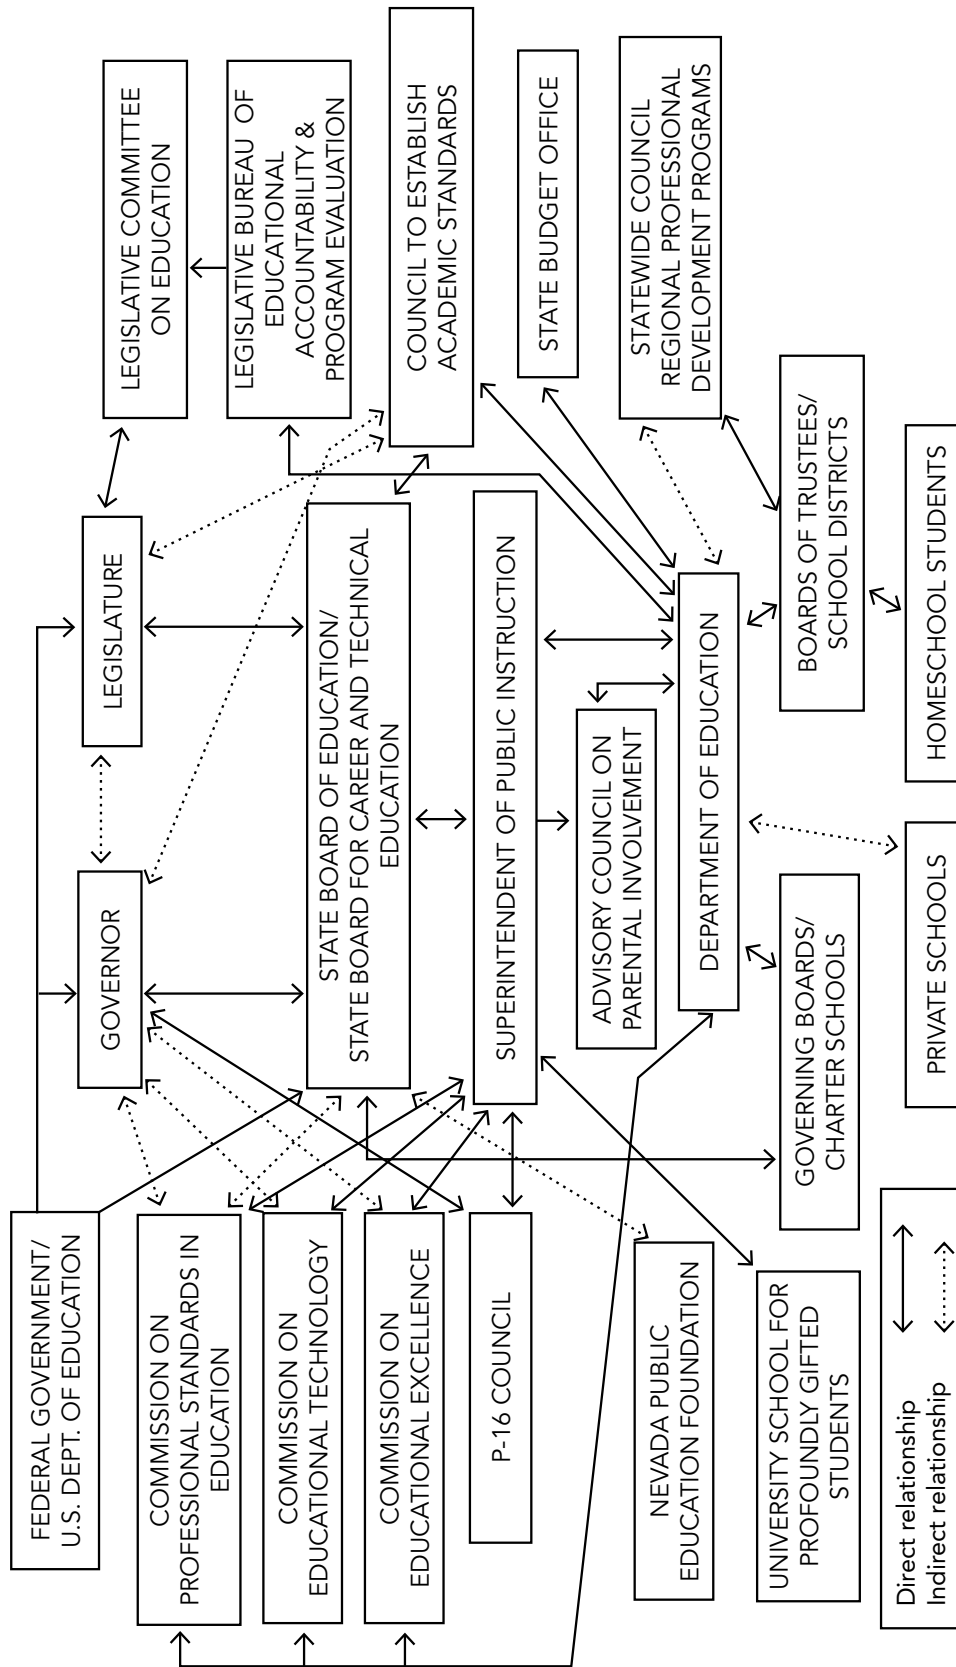 FEDERAL GOVERNMENT/
U.S. DEPT. OF EDUCATION
GOVERNOR
LEGISLATURE
LEGISLATIVE COMMITTEE
ON EDUCATION
COMMISSION ON
PROFESSIONAL STANDARDS IN
EDUCATION
LEGISLATIVE BUREAU OF
EDUCATIONAL
ACCOUNTABILITY &
PROGRAM EVALUATION
COMMISSION ON
EDUCATIONAL TECHNOLOGY
STATE BOARD OF EDUCATION/
STATE BOARD FOR CAREER AND TECHNICAL
EDUCATION
COMMISSION ON
EDUCATIONAL EXCELLENCE
COUNCIL TO ESTABLISH
ACADEMIC STANDARDS
P-16 COUNCIL
SUPERINTENDENT OF PUBLIC INSTRUCTION
STATE BUDGET OFFICE
ADVISORY COUNCIL ON
PARENTAL INVOLVEMENT
STATEWIDE COUNCIL
REGIONAL PROFESSIONAL
DEVELOPMENT PROGRAMS
NEVADA PUBLIC
EDUCATION FOUNDATION
DEPARTMENT OF EDUCATION
UNIVERSITY SCHOOL FOR
PROFOUNDLY GIFTED
STUDENTS
GOVERNING BOARDS/
CHARTER SCHOOLS
BOARDS OF TRUSTEES/
SCHOOL DISTRICTS
PRIVATE SCHOOLS
HOMESCHOOL STUDENTS
Direct relationship
Indirect relationship